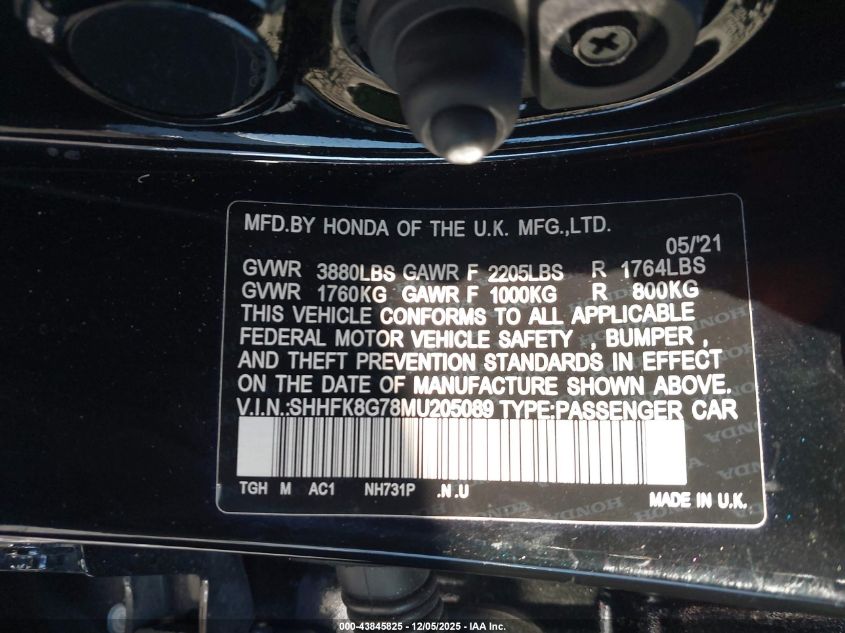 MFD.BY HONDA OF THE U.K. MFG.,LTD.
05/'21
GVWR 3880LBS GAWR F 2205LBS R 1764LBS
GVWR 1760KG GAWR F 1000KG R 800KG
THIS VEHICLE CONFORMS TO ALL APPLICABLE
FEDERAL MOTOR VEHICLE SAFETY , BUMPER ,
AND THEFT PREVENTION STANDARDS IN EFFECT
ON THE DATE OF MANUFACTURE SHOWN ABOVE.
V.I.N.:SHHFK8G78MU205089 TYPE:PASSENGER CAR
TGH M AC1 NH731P .N .U
MADE IN U.K.
000-43845825 - 12/05/2025 - IAA Inc.